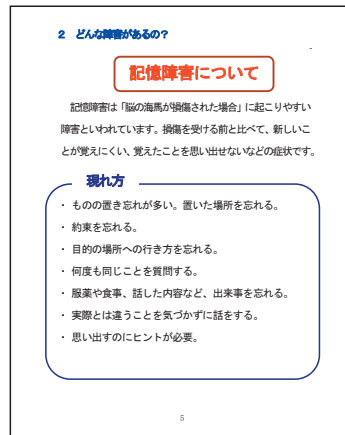 2　どんな障害があるの？
記憶障害について
記憶障害は「脳の海馬が損傷された場合」に起こりやすい
障害といわれています。損傷を受ける前と比べて、新しいこ
とが覚えにくい、覚えたことを思い出せないなどの症状です。
現れ方
・ ものの置き忘れが多い。置いた場所を忘れる。
・ 約束を忘れる。
・ 目的の場所への行き方を忘れる。
・ 何度も同じことを質問する。
・ 服薬や食事、話した内容など、出来事を忘れる。
・ 実際とは違うことを気づかずに話をする。
・ 思い出すのにヒントが必要。
5